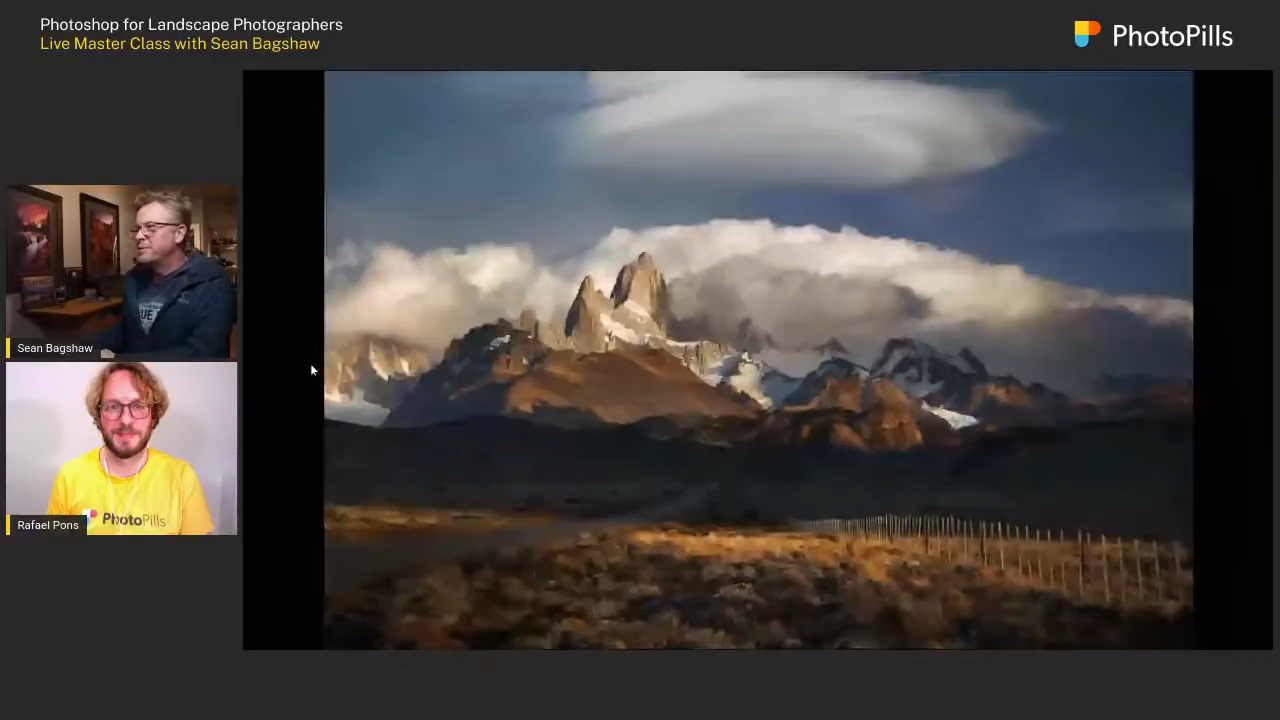 Photoshop for Landscape Photographers
Live Master Class with Sean Bagshaw
PhotoPills
Sean Bagshaw
PhotoPills
Rafael Pons